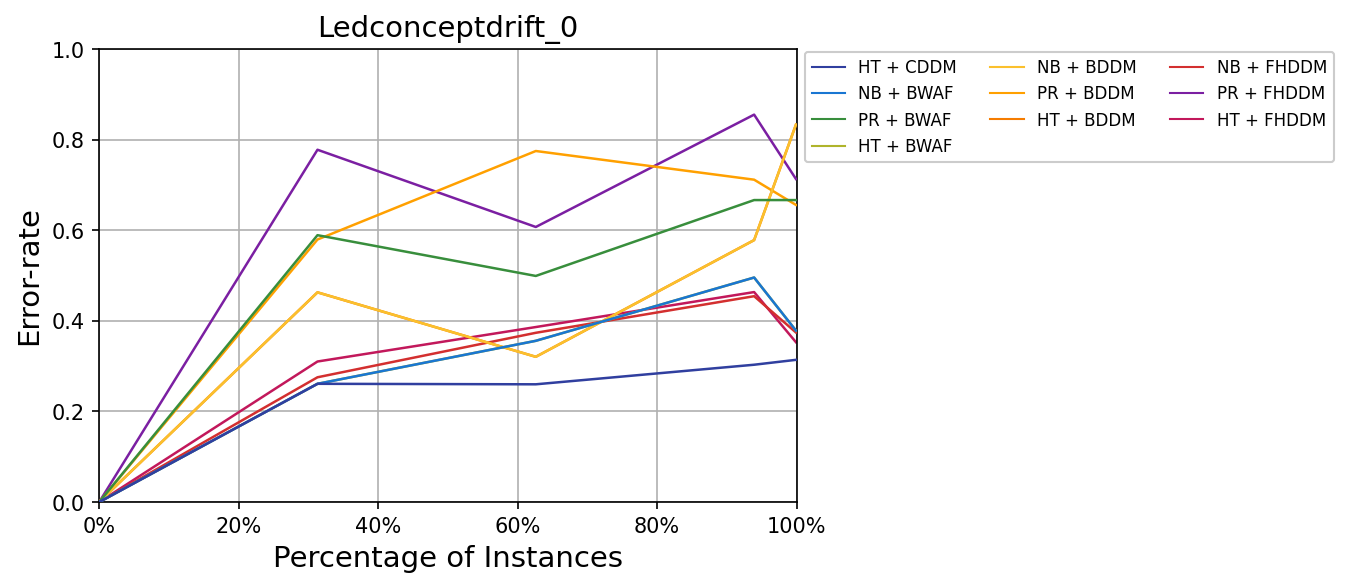 Ledconceptdrift_0
Error-rate
1.0
0.8
0.6
0.4
0.2
0.0
0%
20%
40%
60%
80%
100%
Percentage of Instances
HT + CDDM
NB + BWAF
PR + BWAF
HT + BWAF
NB + BDDM
PR + BDDM
HT + BDDM
NB + FHDDM
PR + FHDDM
HT + FHDDM